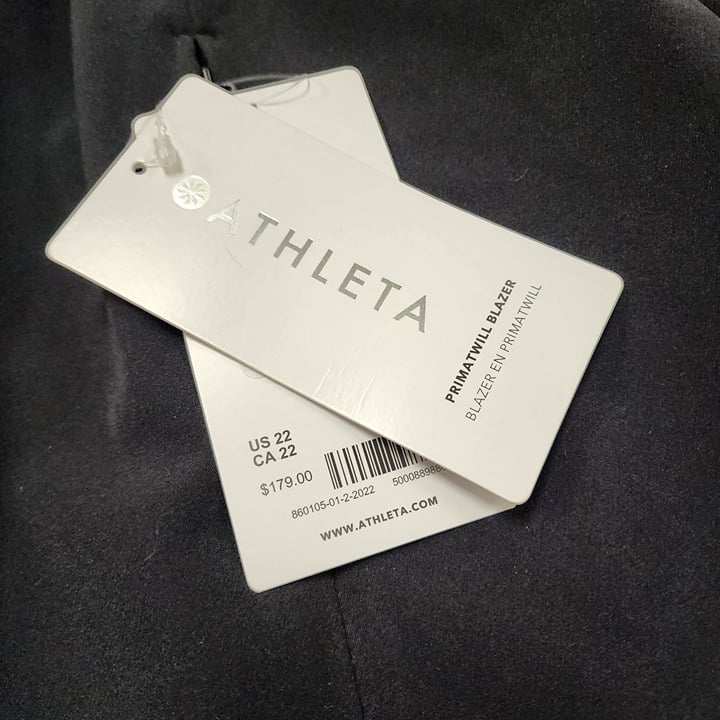 ATHLETA
PRIMATWILL BLAZER
BLAZER EN PRIMATWILL
US 22
CA 22
$179.00
860105-01-2-2022
WWW.ATHLETA.COM